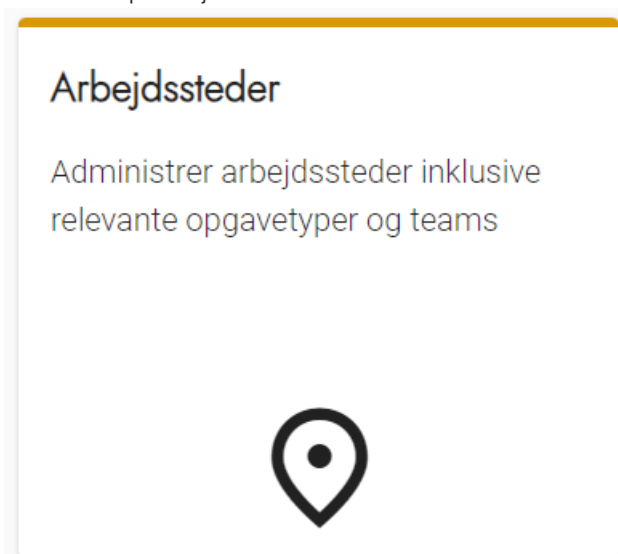 Arbejdssteder
Administrer arbejdssteder inklusive
relevante opgavetyper og teams